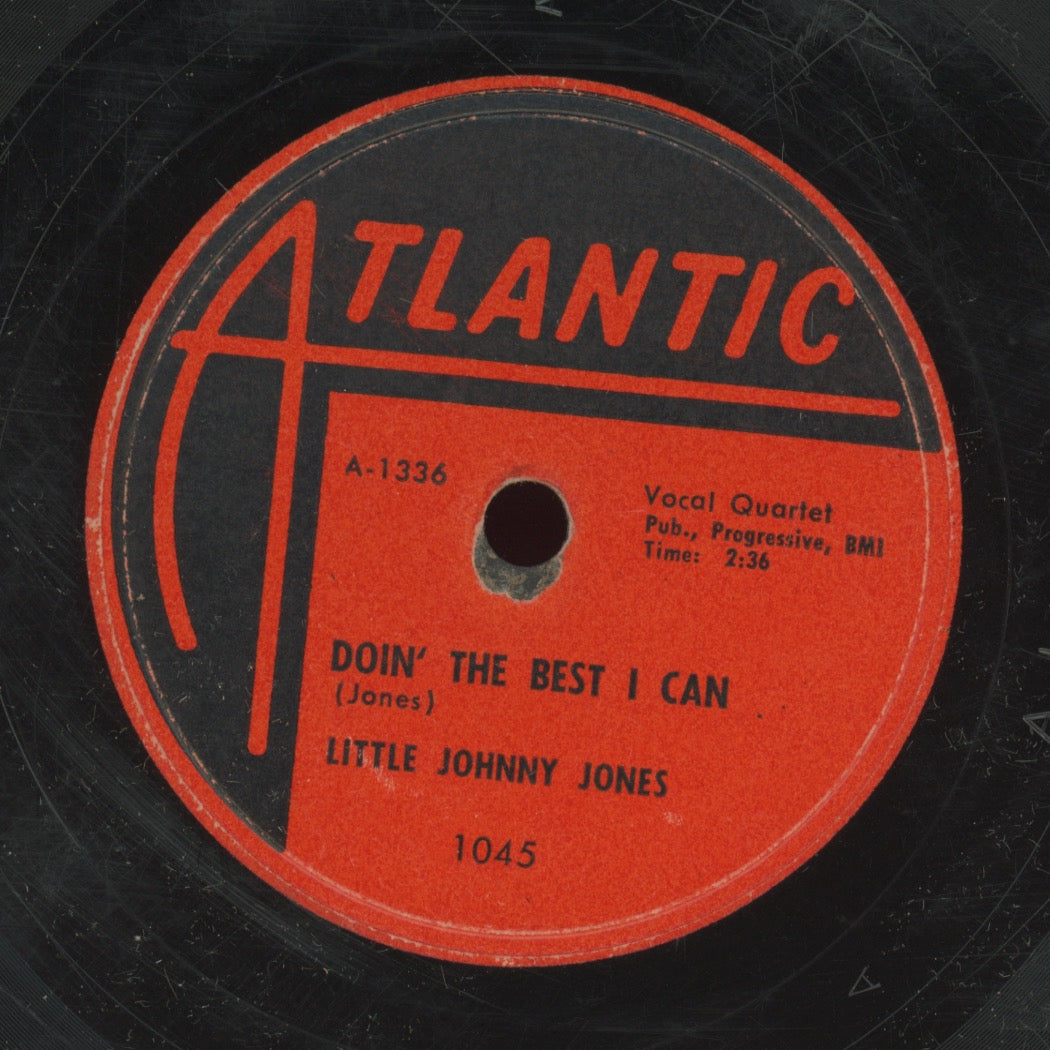 ATLANTIC
A-1336
Vocal Quartet
Pub., Progressive, BMI
Time: 2:36
DOIN' THE BEST I CAN
(Jones)
LITTLE JOHNNY JONES
1045
A